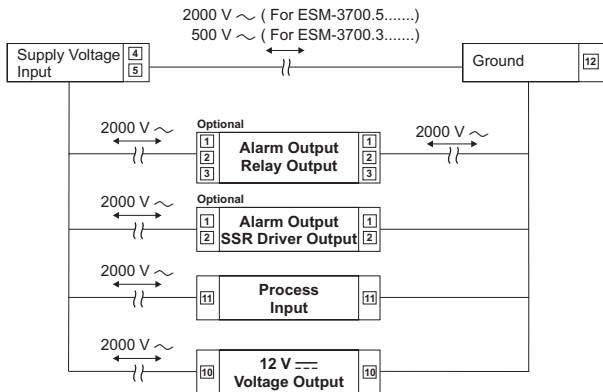 2000 V ~ ( For ESM-3700.5.......)
500 V ~ ( For ESM-3700.3.......)
Supply Voltage
Input
4
5
Ground
12
2000 V ~
Optional
1
2
3
Alarm Output
Relay Output
1
2
3
2000 V ~
2000 V ~
Optional
1
2
Alarm Output
SSR Driver Output
1
2
2000 V ~
11
Process
Input
11
2000 V ~
10
12 V ⎓
Voltage Output
10